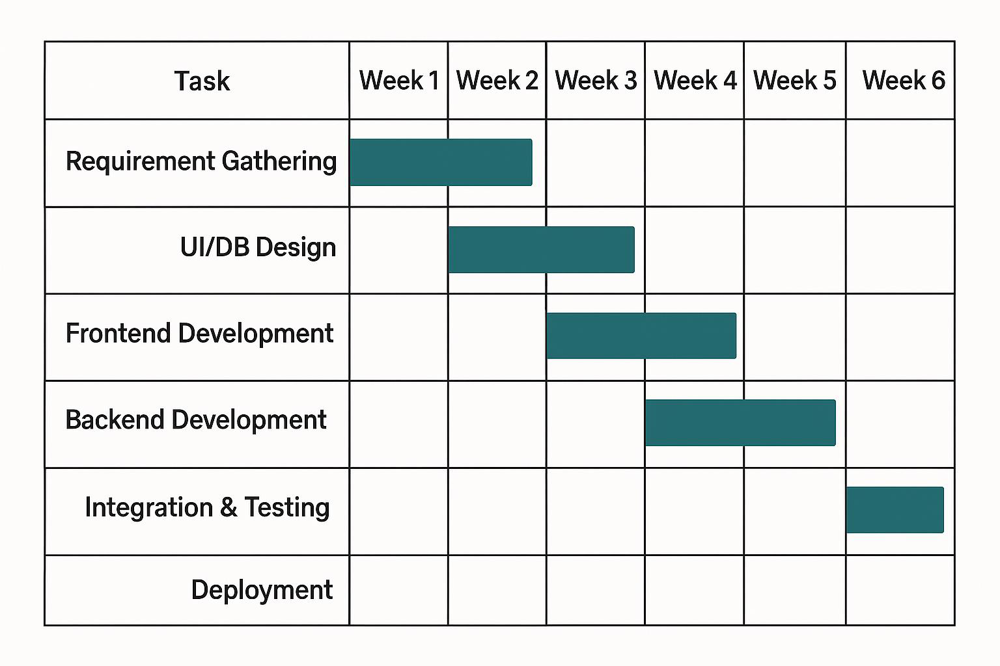 Task Week 1 Week 2 Week 3 Week 4 Week 5 Week 6
Requirement Gathering
UI/DB Design
Frontend Development
Backend Development
Integration & Testing
Deployment